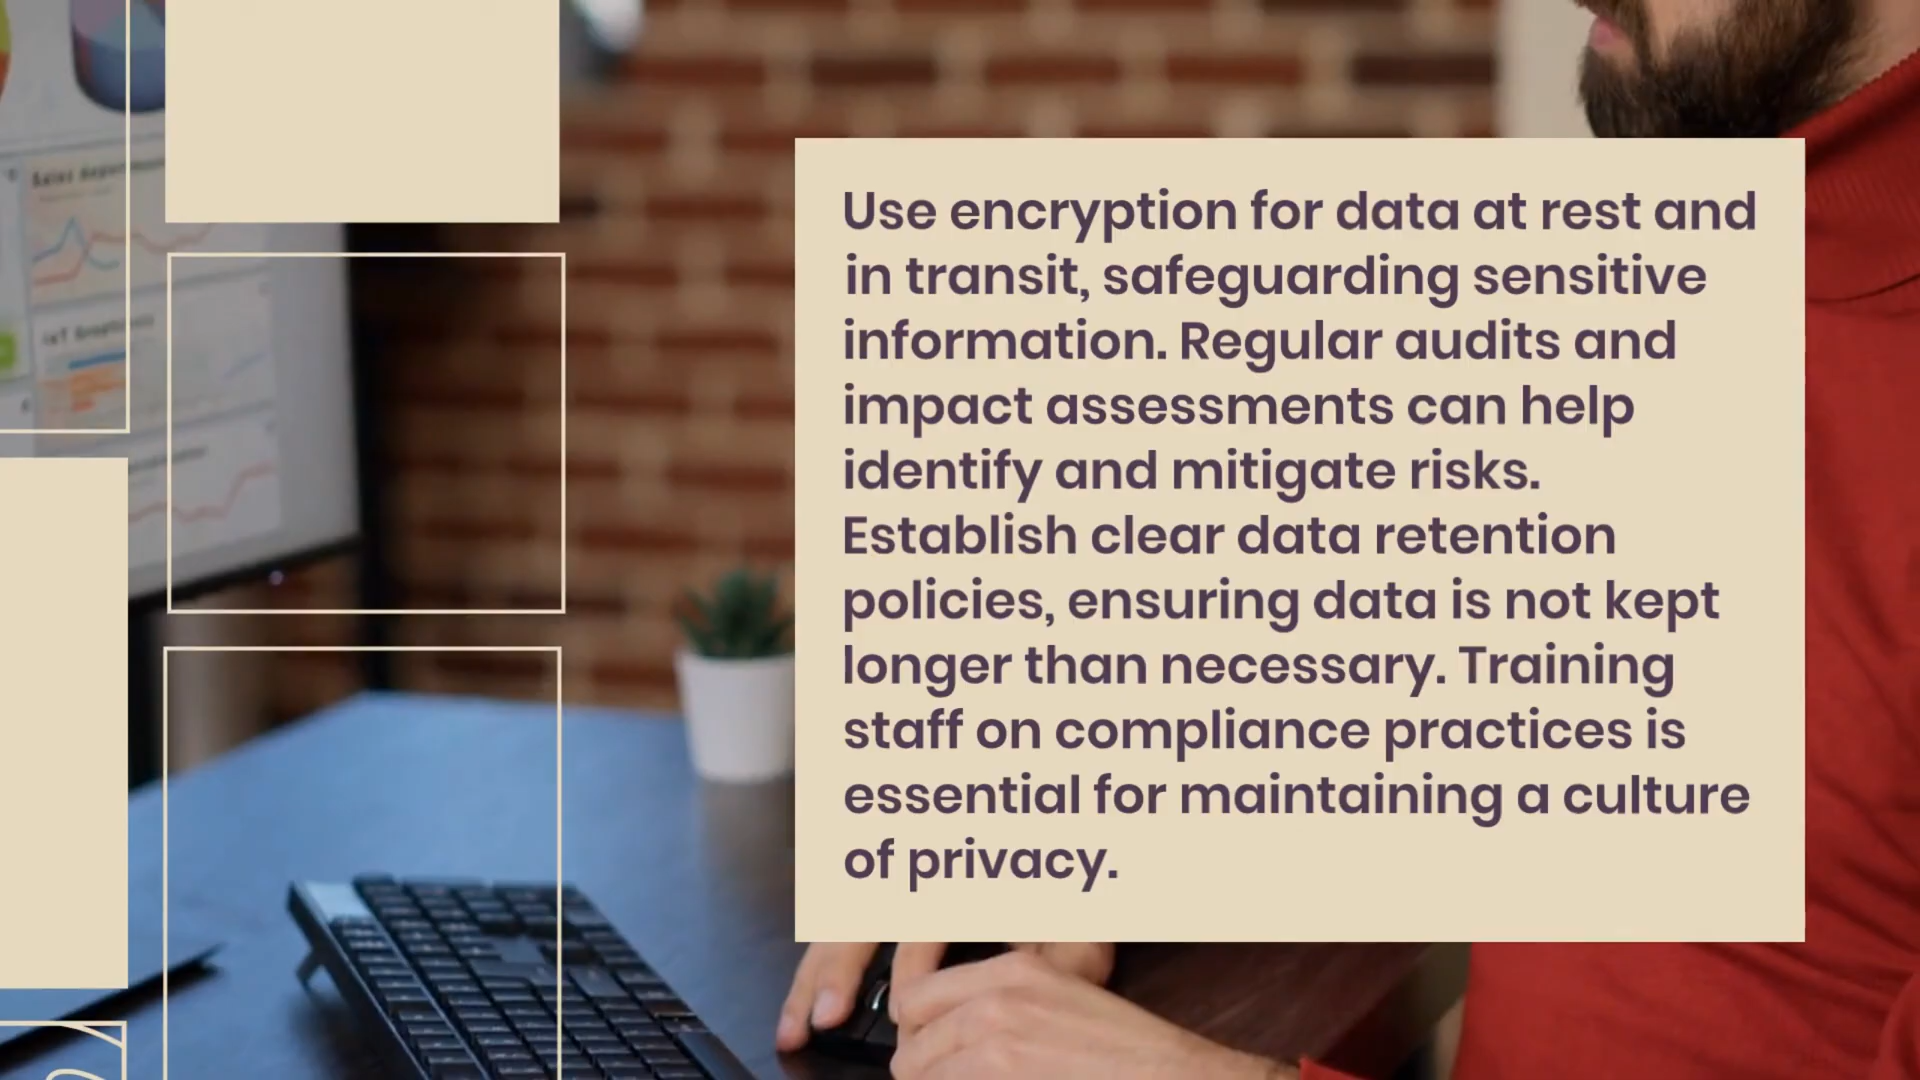 Sales department
Use encryption for data at rest and
in transit, safeguarding sensitive
information. Regular audits and
impact assessments can help
identify and mitigate risks.
Establish clear data retention
policies, ensuring data is not kept
longer than necessary. Training
staff on compliance practices is
essential for maintaining a culture
of privacy.